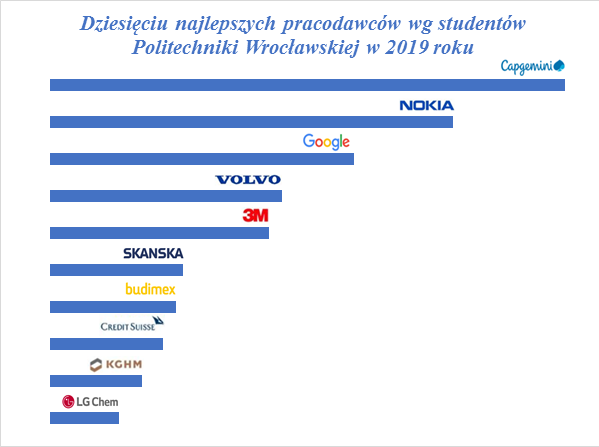 Dziesięciu najlepszych pracodawców wg studentów
Politechniki Wrocławskiej w 2019 roku
Capgemini
NOKIA
Google
VOLVO
3M
SKANSKA
budimex
CREDIT SUISSE
KGHM
LG Chem